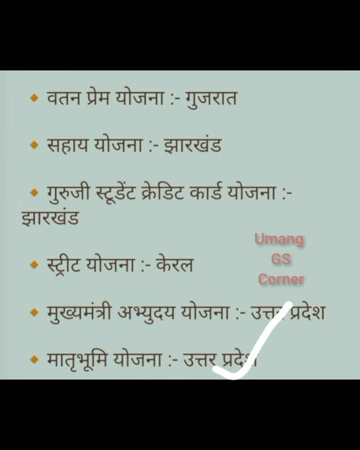 🔸 वतन प्रेम योजना :- गुजरात
🔸 सहाय योजना :- झारखंड
🔸 गुरुजी स्टूडेंट क्रेडिट कार्ड योजना :-
झारखंड
Umang
GS
Corner
🔸 स्ट्रीट योजना :- केरल
🔸 मुख्यमंत्री अभ्युदय योजना :- उत्तर प्रदेश
🔸 मातृभूमि योजना :- उत्तर प्रदेश